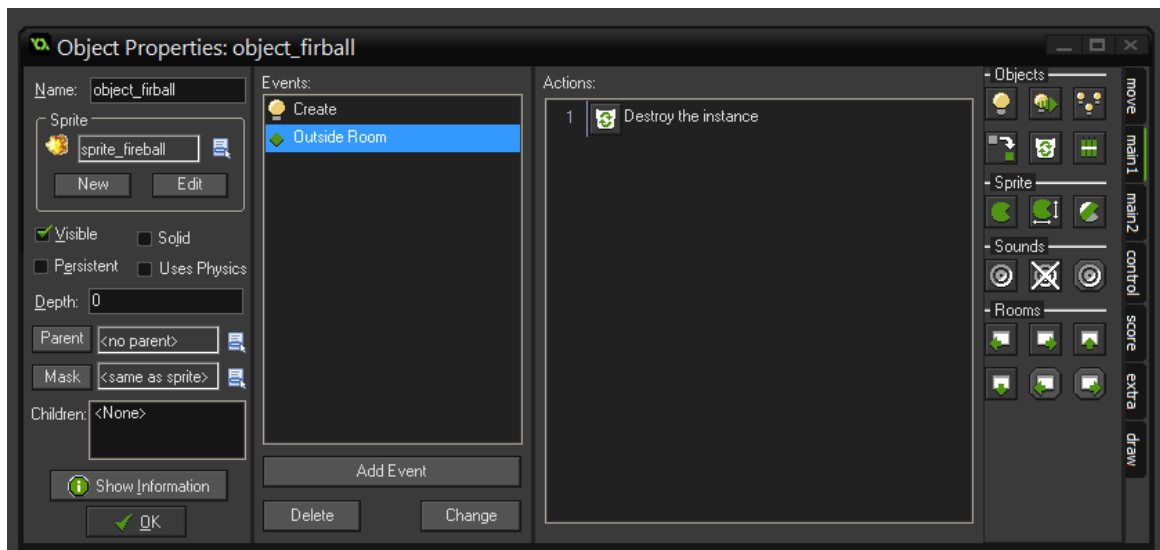 Object Properties: object_firball
Name: object_firball
Sprite
sprite_fireball
New Edit
Visible Solid
Persistent Uses Physics
Depth: 0
Parent <no parent>
Mask <same as sprite>
Children: <None>
Show Information
OK
Events:
Create
Outside Room
Add Event
Delete Change
Actions:
1 Destroy the instance
Objects
Sprite
Sounds
Rooms
move
main1
main2
control
score
extra
draw